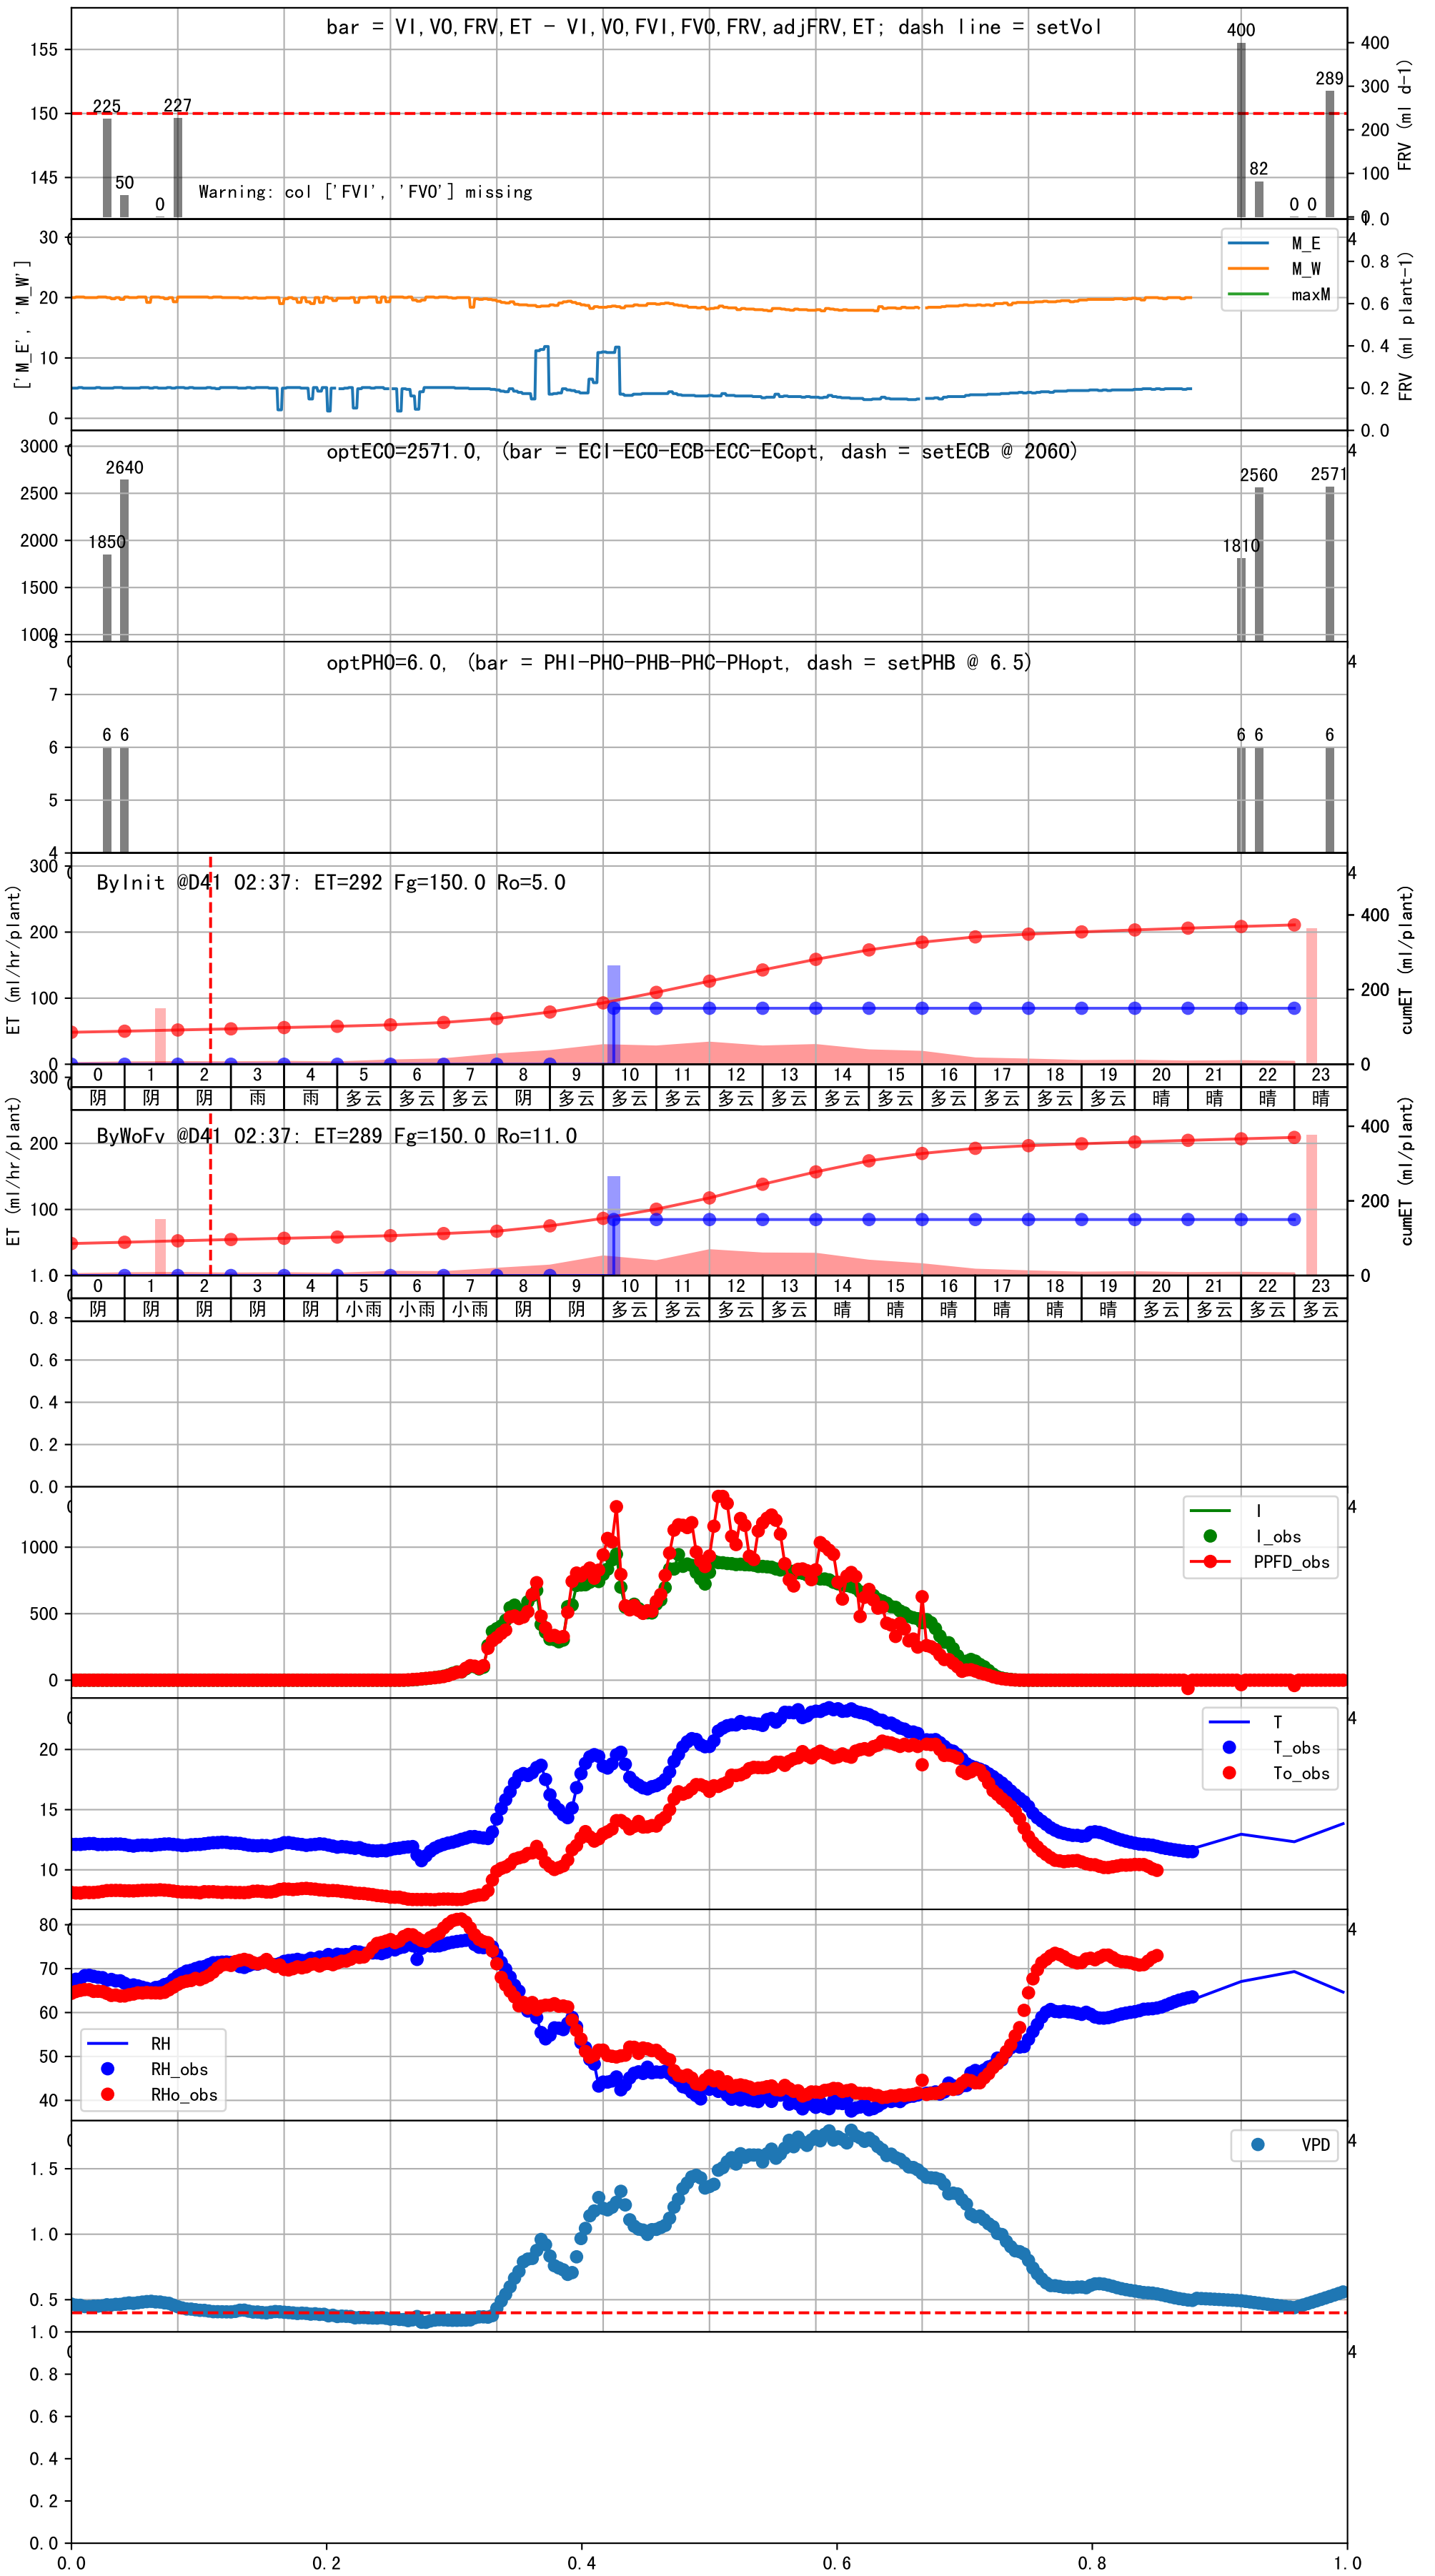 bar = VI,VO,FRV,ET - VI,VO,FVI,FVO,FRV,adjFRV,ET; dash line = setVol
155
150
145
225
50
0
227
400
82
0
0
289
Warning: col ['FVI', 'FVO'] missing
400
300
200
100
0
FRV (ml d-1)
['M_E', 'M_W']
30
20
10
0
M_E
M_W
maxM
1.0
0.8
0.6
0.4
0.2
0.0
FRV (ml plant-1)
optECO=2571.0, (bar = ECI-ECO-ECB-ECC-ECopt, dash = setECB @ 2060)
3000
2500
2000
1500
1000
1850
2640
1810
2560
2571
optPHO=6.0, (bar = PHI-PHO-PHB-PHC-PHopt, dash = setPHB @ 6.5)
8
7
6
5
4
6 6
6 6
6
ByInit @D41 02:37: ET=292 Fg=150.0 Ro=5.0
ET (ml/hr/plant)
300
200
100
0
400
200
0
cumET (ml/plant)
0 1 2 3 4 5 6 7 8 9 10 11 12 13 14 15 16 17 18 19 20 21 22 23
阴 阴 阴 雨 雨 多云 多云 多云 阴 多云 多云 多云 多云 多云 多云 多云 多云 多云 多云 多云 晴 晴 晴 晴
ByWoFv @D41 02:37: ET=289 Fg=150.0 Ro=11.0
ET (ml/hr/plant)
300
200
100
400
200
0
cumET (ml/plant)
0 1 2 3 4 5 6 7 8 9 10 11 12 13 14 15 16 17 18 19 20 21 22 23
阴 阴 阴 阴 阴 小雨 小雨 小雨 阴 阴 多云 多云 多云 多云 晴 晴 晴 晴 晴 晴 多云 多云 多云 多云
1.0
0.8
0.6
0.4
0.2
0.0
1000
500
0
I
I_obs
PPFD_obs
20
15
10
T
T_obs
To_obs
80
70
60
50
40
RH
RH_obs
RHo_obs
1.5
1.0
0.5
VPD
1.0
0.8
0.6
0.4
0.2
0.0
0.0 0.2 0.4 0.6 0.8 1.0